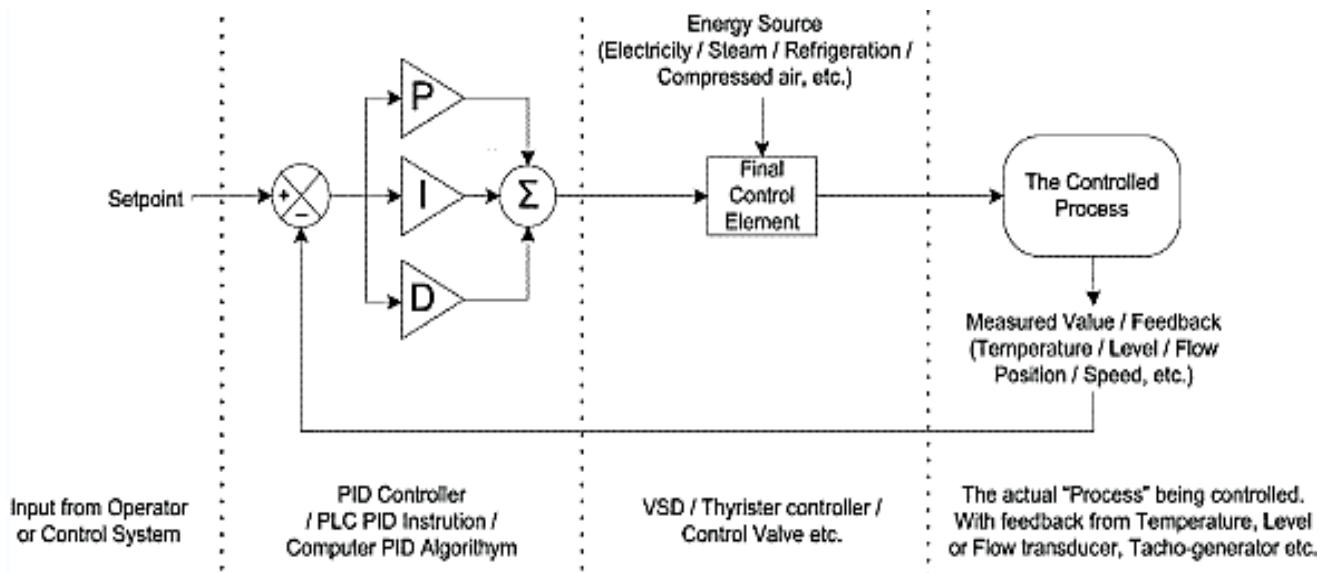 Energy Source
(Electricity / Steam / Refrigeration /
Compressed air, etc.)
P
I
D
Σ
+
-
Setpoint
Final
Control
Element
The Controlled
Process
Measured Value / Feedback
(Temperature / Level / Flow
Position / Speed, etc.)
Input from Operator
or Control System
PID Controller
/ PLC PID Instrution /
Computer PID Algorithym
VSD / Thyrister controller /
Control Valve etc.
The actual "Process" being controlled.
With feedback from Temperature, Level
or Flow transducer, Tacho-generator etc.